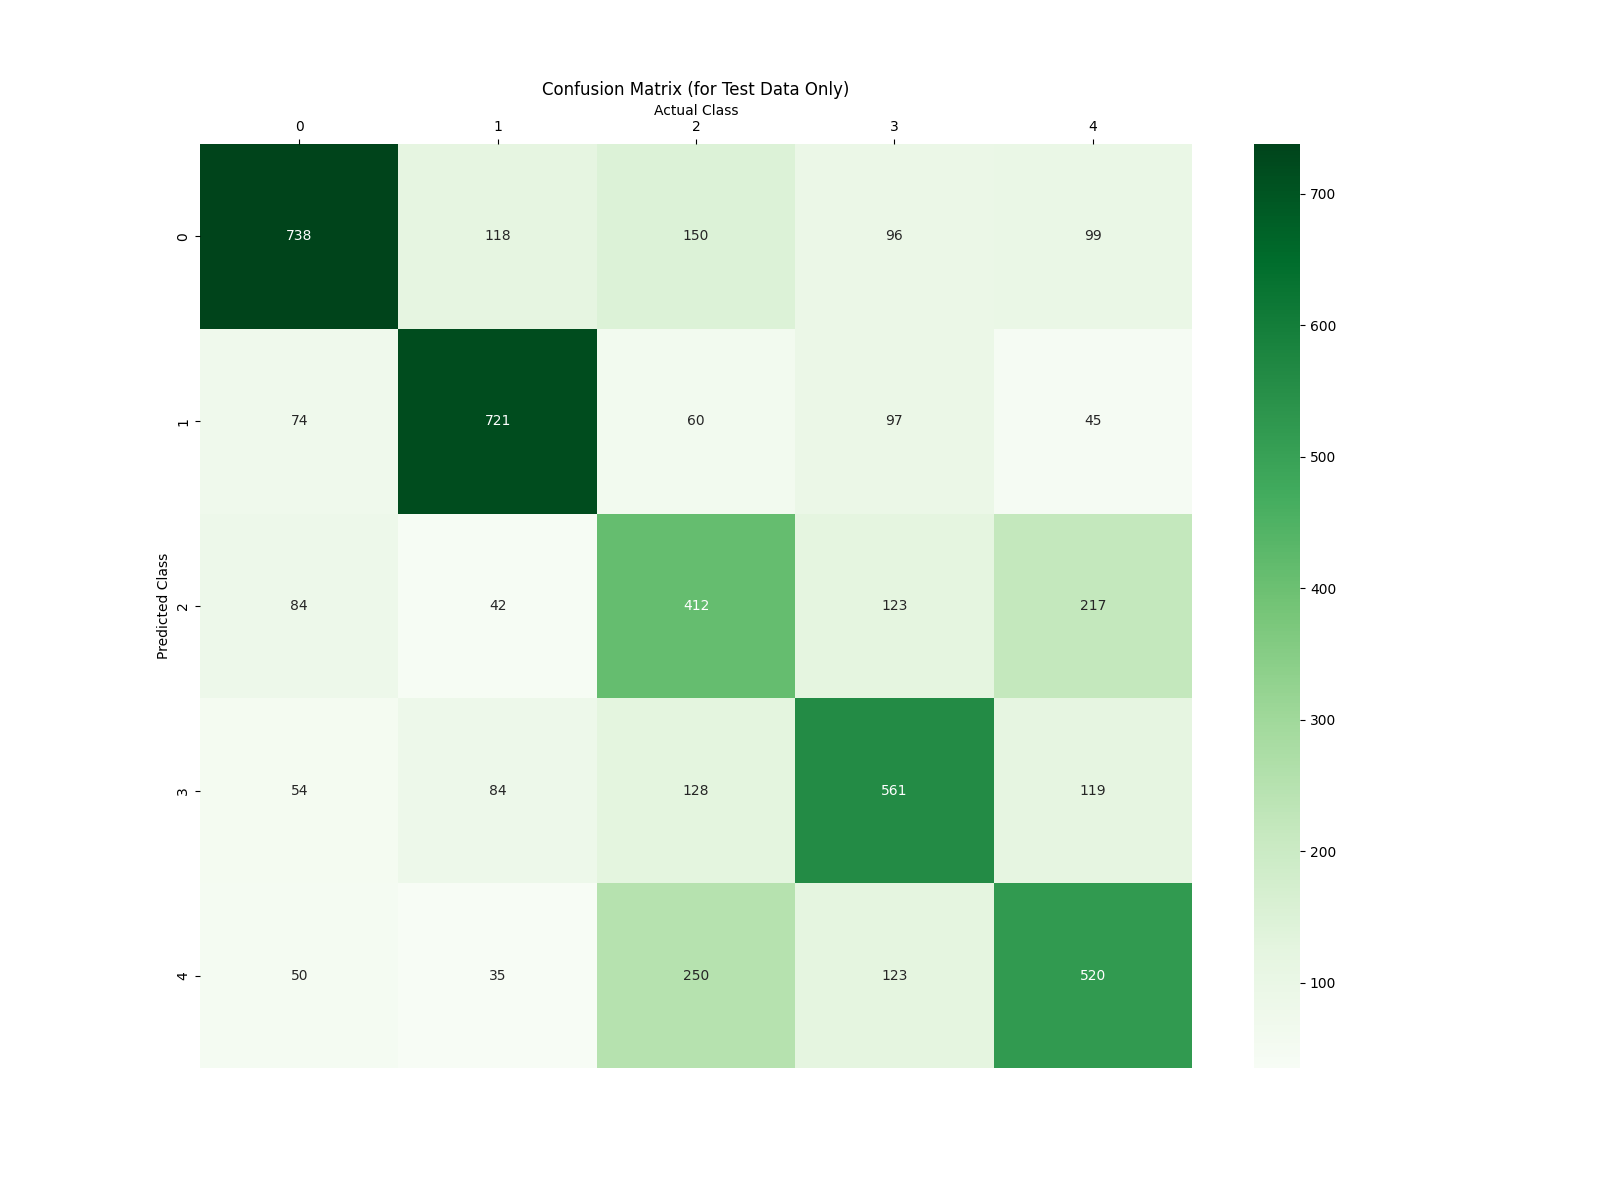 Confusion Matrix (for Test Data Only)
Actual Class
0 1 2 3 4
0 738 118 150 96 99
1 74 721 60 97 45
2 84 42 412 123 217
3 54 84 128 561 119
4 50 35 250 123 520
Predicted Class
700
600
500
400
300
200
100